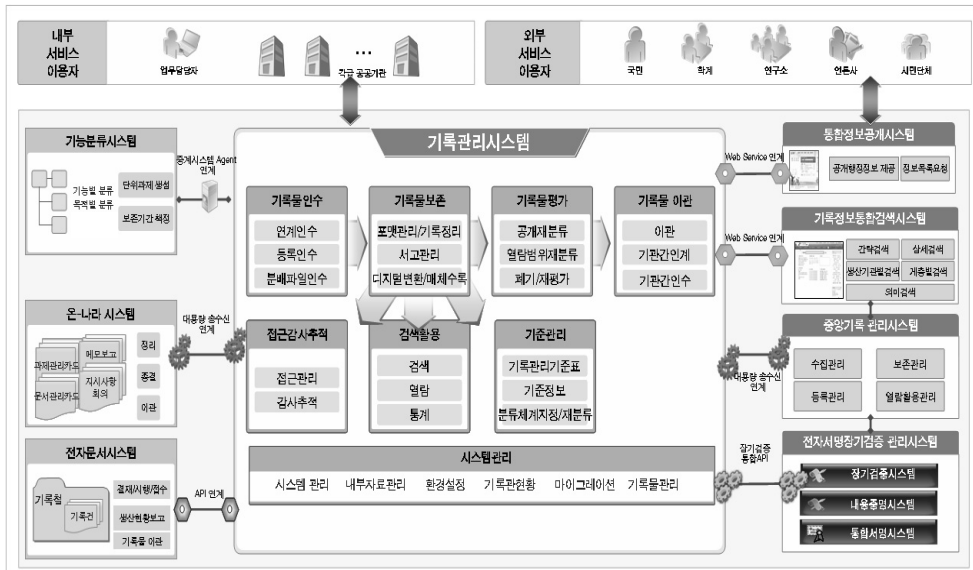 내부
서비스
이용자
업무담당자
...
각급 공공기관
외부
서비스
이용자
국민
학계
연구소
언론사
시민단체
기능분류시스템
기능별 분류
목적별 분류
단위과제 생성
보존기간 책정
중계시스템 Agent
연계
온-나라 시스템
과제관리카드
메모보고
문서관리카드
지시사항
회의
정리
종결
이관
대용량 송수신
연계
전자문서시스템
기록철
기록건
결재/시행/접수
생산현황보고
기록물 이관
API 연계
기록관리시스템
기록물인수
연계인수
등록인수
분배파일인수
기록물보존
포맷관리/기록정리
서고관리
디지털변환/매체수록
기록물평가
공개재분류
열람범위재분류
폐기/재평가
기록물 이관
이관
기관간인계
기관간인수
접근감사추적
접근관리
감사추적
검색활용
검색
열람
통계
기준관리
기록관리기준표
기준정보
분류체계지정/재분류
시스템관리
시스템 관리
내부자료관리
환경설정
기록관현황
마이그레이션
기록물관리
Web Service 연계
통합정보공개시스템
공개행정정보 제공
정보목록요청
Web Service 연계
기록정보통합검색시스템
간략검색
상세검색
생산기관별검색
계층별검색
의미검색
대용량 송수신
연계
중앙기록 관리시스템
수집관리
보존관리
등록관리
열람활용관리
장기검증
통합API
전자서명장기검증 관리시스템
장기검증시스템
내용증명시스템
통합서명시스템